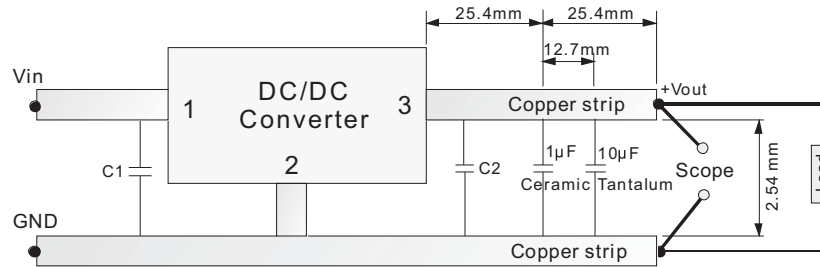 25.4mm 25.4mm
12.7mm
Vin
+Vout
DC/DC
Converter
1
3
2
Copper strip
C1
C2
1μF
10μF
Ceramic Tantalum
Scope
2.54 mm
GND
Copper strip